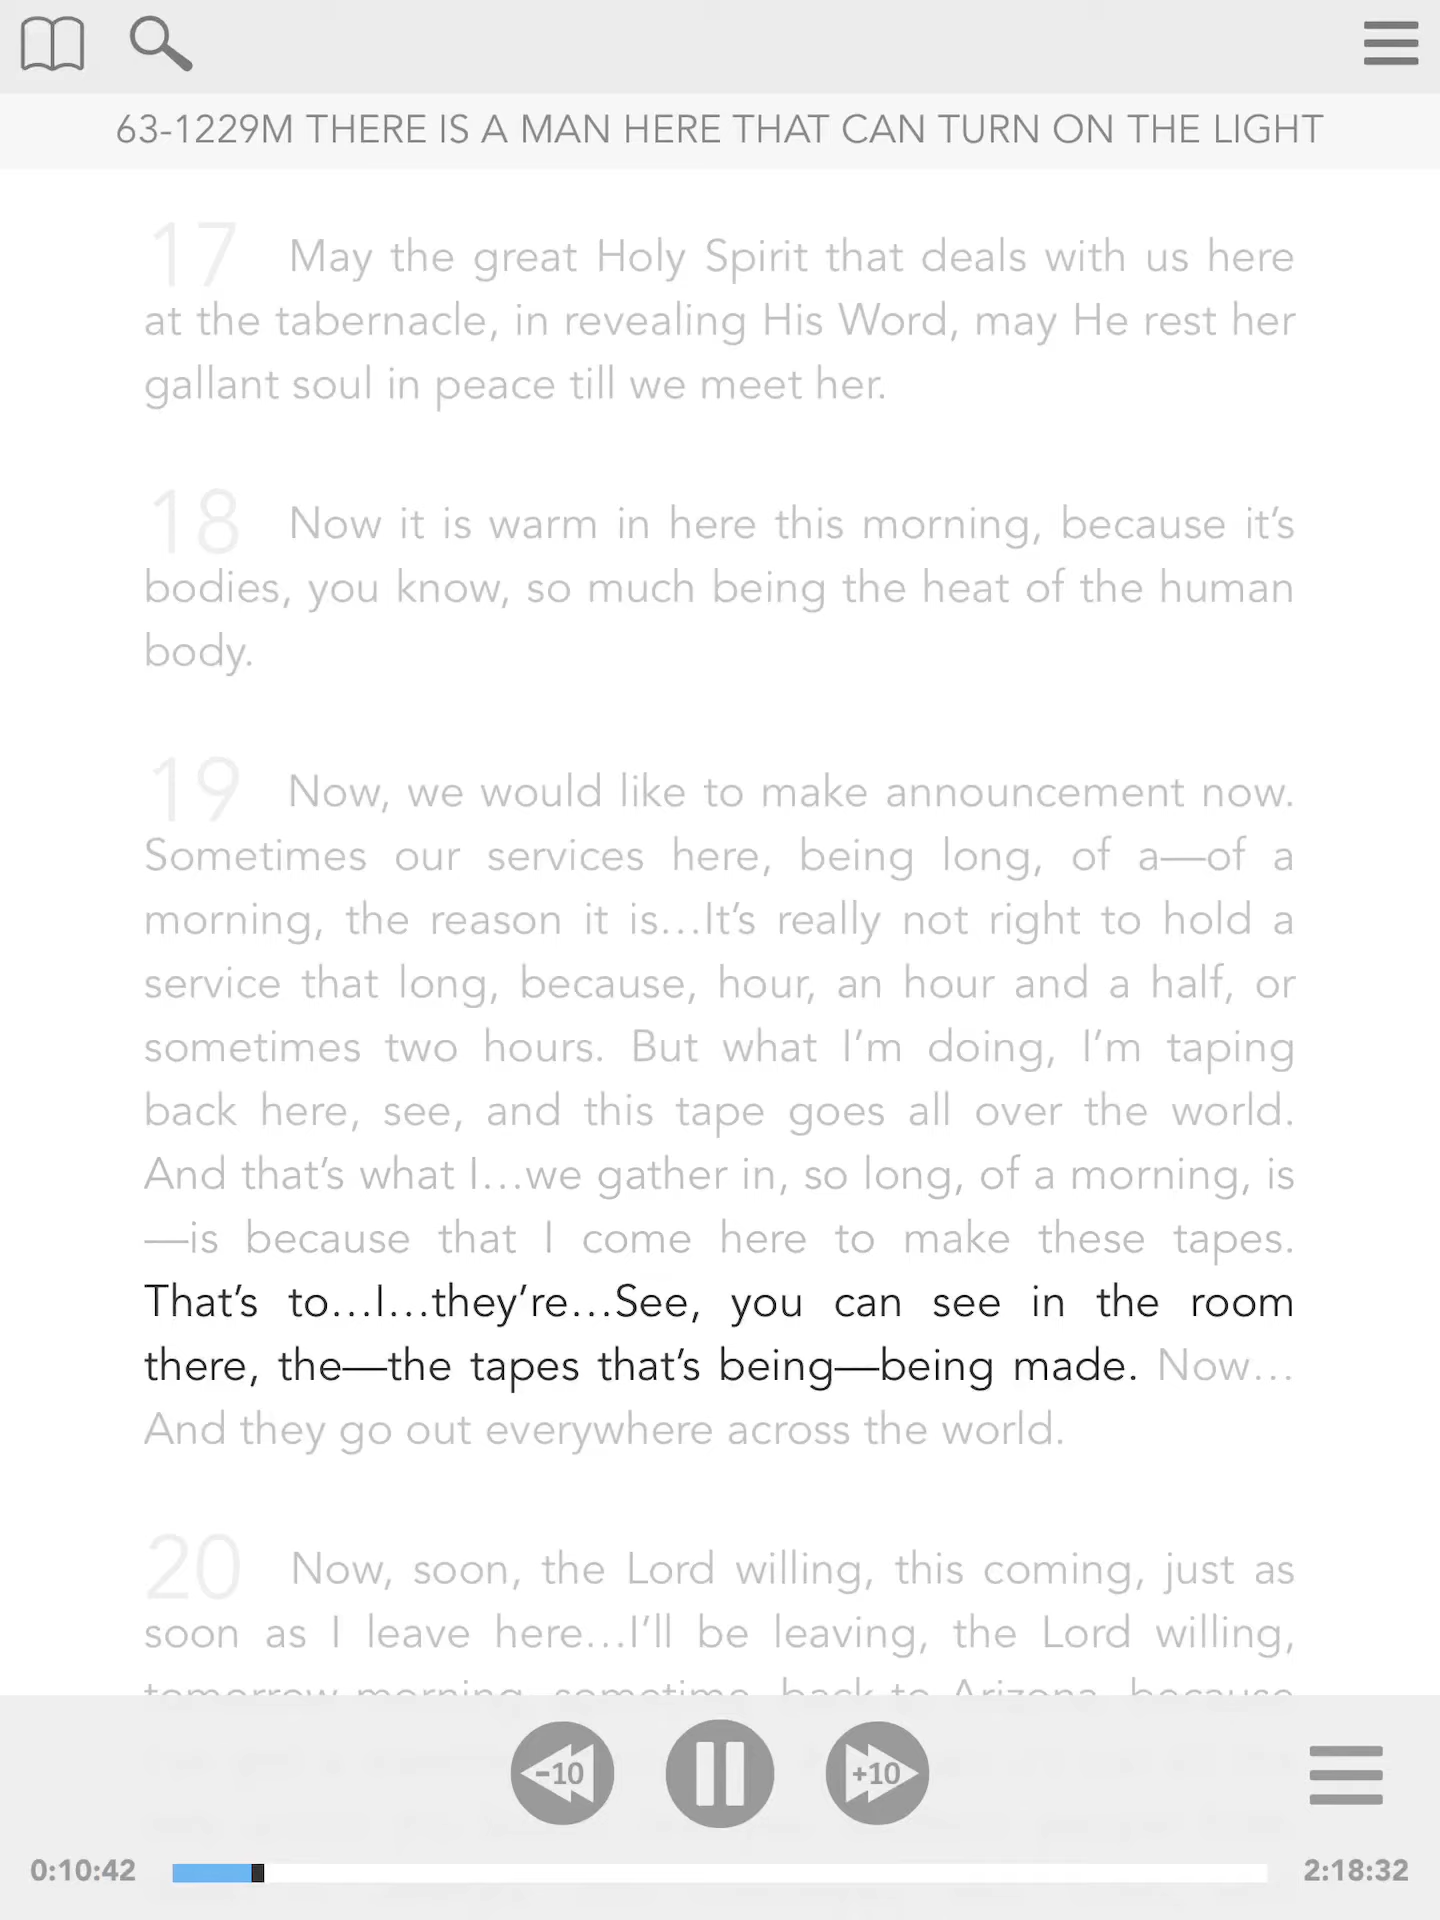 63-1229M THERE IS A MAN HERE THAT CAN TURN ON THE LIGHT
17 May the great Holy Spirit that deals with us here
at the tabernacle, in revealing His Word, may He rest her
gallant soul in peace till we meet her.
18 Now it is warm in here this morning, because it’s
bodies, you know, so much being the heat of the human
body.
19 Now, we would like to make announcement now.
Sometimes our services here, being long, of a—of a
morning, the reason it is…It’s really not right to hold a
service that long, because, hour, an hour and a half, or
sometimes two hours. But what I’m doing, I’m taping
back here, see, and this tape goes all over the world.
And that’s what I…we gather in, so long, of a morning, is
—is because that I come here to make these tapes.
That’s to…I…they’re…See, you can see in the room
there, the—the tapes that’s being—being made. Now…
And they go out everywhere across the world.
20 Now, soon, the Lord willing, this coming, just as
soon as I leave here…I’ll be leaving, the Lord willing,
tomorrow morning, sometime, back to Arizona, because
-10 +10
0:10:42 2:18:32